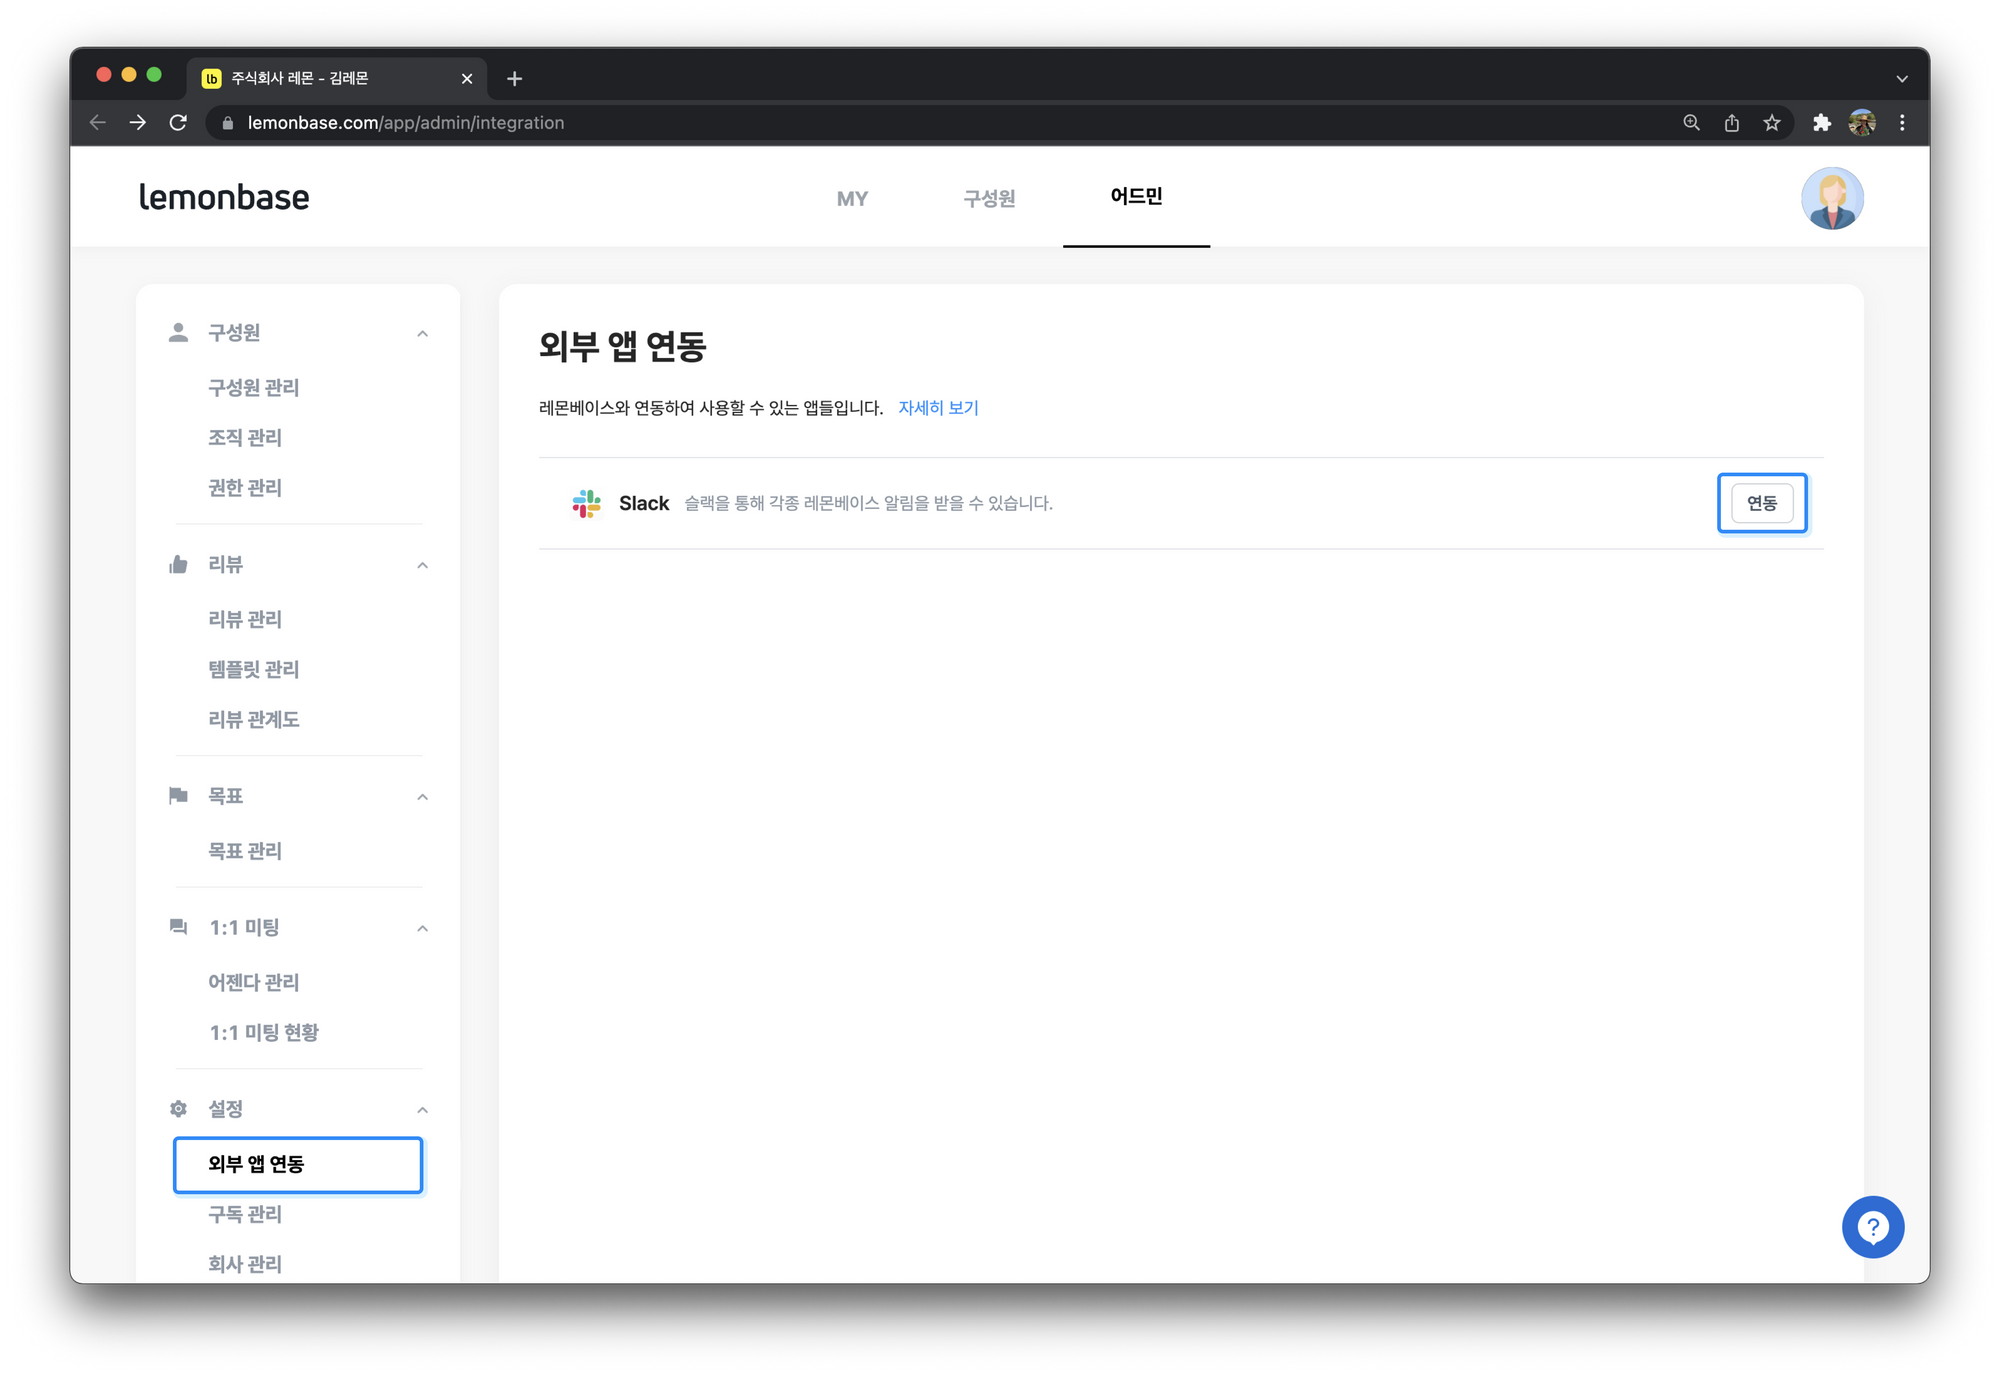 lb 주식회사 레몬 - 김레몬
lemonbase.com/app/admin/integration
lemonbase
MY
구성원
어드민
구성원
구성원 관리
조직 관리
권한 관리
리뷰
리뷰 관리
템플릿 관리
리뷰 관계도
목표
목표 관리
1:1 미팅
어젠다 관리
1:1 미팅 현황
설정
외부 앱 연동
구독 관리
회사 관리
외부 앱 연동
레몬베이스와 연동하여 사용할 수 있는 앱들입니다. 자세히 보기
Slack 슬랙을 통해 각종 레몬베이스 알림을 받을 수 있습니다.
연동
?